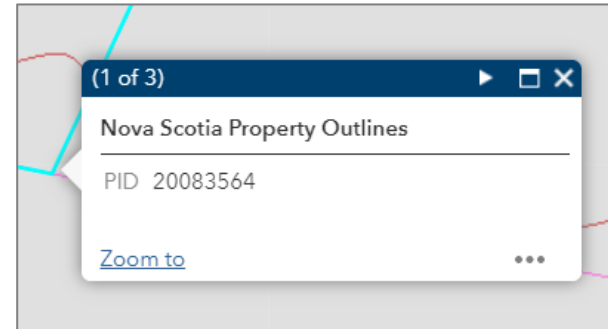 (1 of 3)
Nova Scotia Property Outlines
PID 20083564
Zoom to